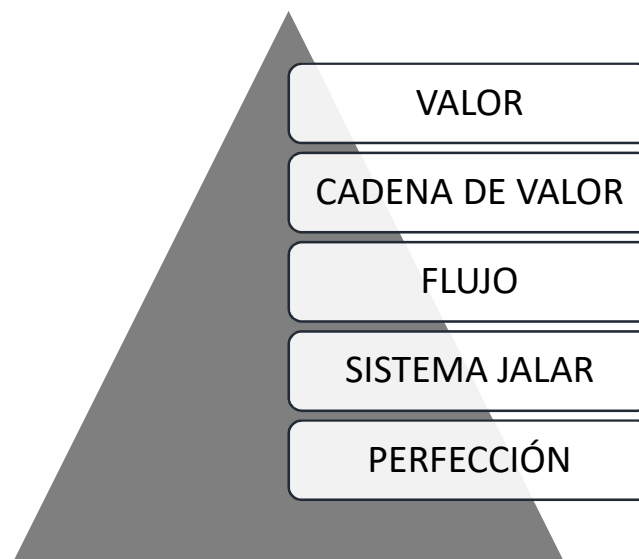 VALOR
CADENA DE VALOR
FLUJO
SISTEMA JALAR
PERFECCIÓN